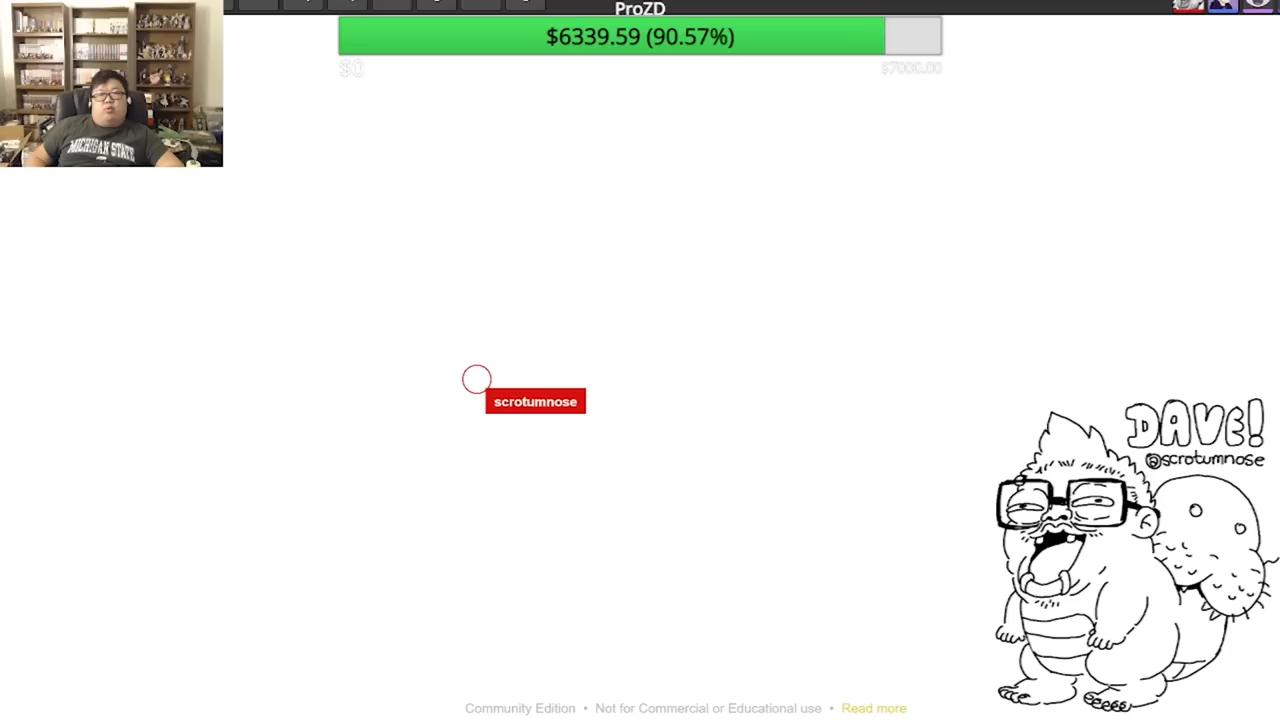 ProZD
$6339.59 (90.57%)
$0
$7000.00
MICHIGAN STATE
scrotumnose
DAVE!
@scrotumnose
Community Edition • Not for Commercial or Educational use • Read more